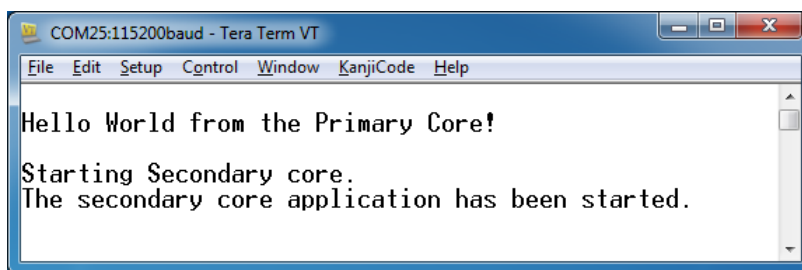 COM25:115200baud - Tera Term VT
File Edit Setup Control Window KanjiCode Help
Hello World from the Primary Core!
Starting Secondary core.
The secondary core application has been started.